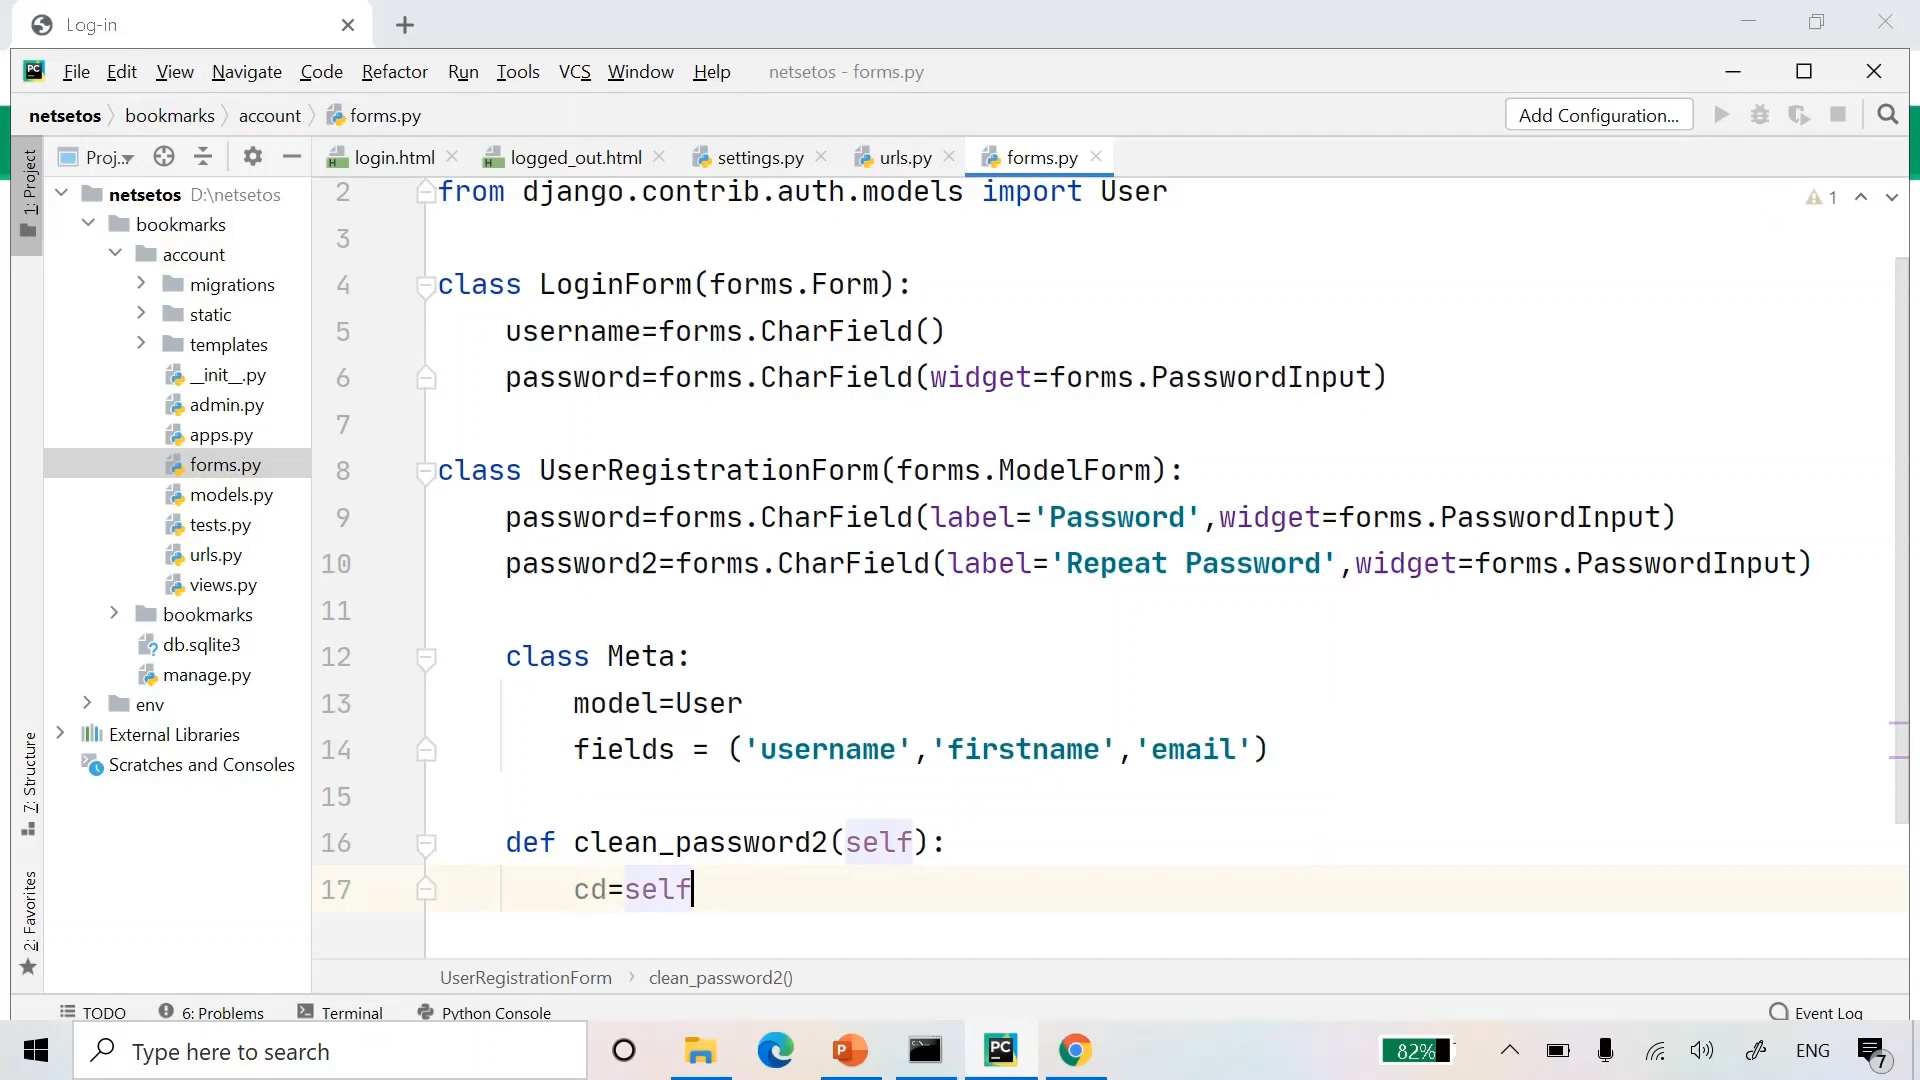 Log-in
File Edit View Navigate Code Refactor Run Tools VCS Window Help netsetos - forms.py
netsetos bookmarks account forms.py Add Configuration...
1: Project
Proj..
login.html logged_out.html settings.py urls.py forms.py
netsetos D:\netsetos
bookmarks
account
migrations
static
templates
__init__.py
admin.py
apps.py
forms.py
models.py
tests.py
urls.py
views.py
bookmarks
db.sqlite3
manage.py
env
External Libraries
Scratches and Consoles
7: Structure
2: Favorites
1
2 from django.contrib.auth.models import User
3
4 class LoginForm(forms.Form):
5 username=forms.CharField()
6 password=forms.CharField(widget=forms.PasswordInput)
7
8 class UserRegistrationForm(forms.ModelForm):
9 password=forms.CharField(label='Password',widget=forms.PasswordInput)
10 password2=forms.CharField(label='Repeat Password',widget=forms.PasswordInput)
11
12 class Meta:
13 model=User
14 fields = ('username','firstname','email')
15
16 def clean_password2(self):
17 cd=self
UserRegistrationForm clean_password2()
TODO 6: Problems Terminal Python Console Event Log
Type here to search
82%
ENG
7